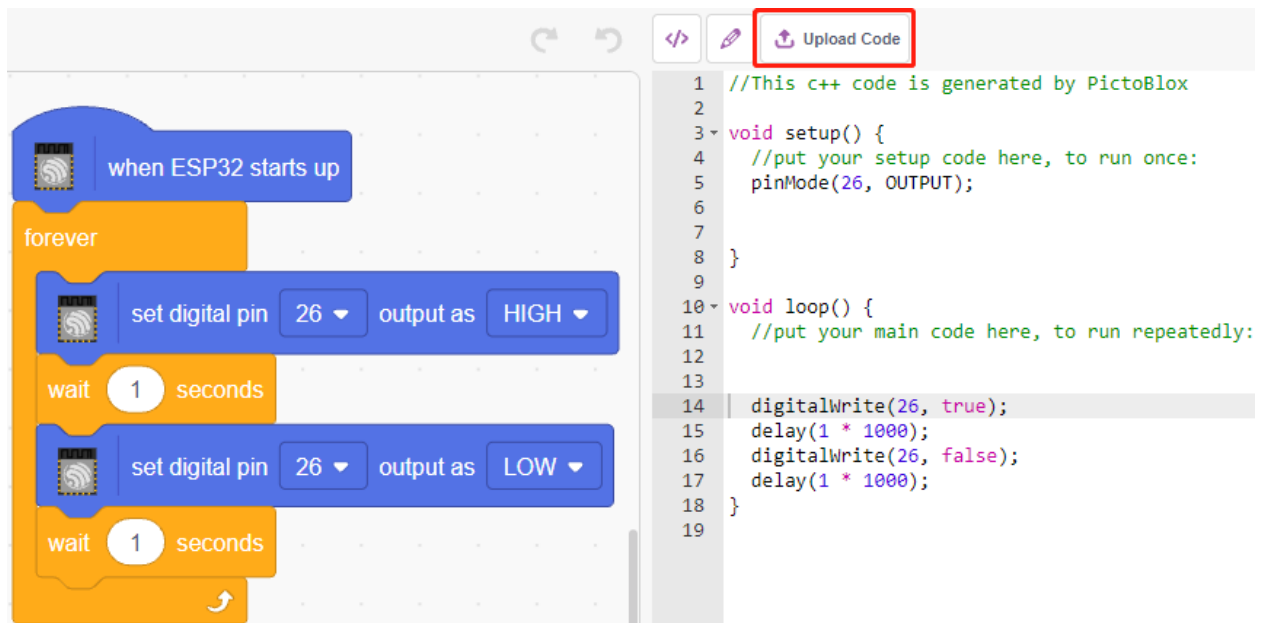 when ESP32 starts up
forever
set digital pin 26 output as HIGH
wait 1 seconds
set digital pin 26 output as LOW
wait 1 seconds
</> Upload Code
1 //This c++ code is generated by PictoBlox
2
3 void setup() {
4 //put your setup code here, to run once:
5 pinMode(26, OUTPUT);
6
7
8 }
9
10 void loop() {
11 //put your main code here, to run repeatedly:
12
13
14 digitalWrite(26, true);
15 delay(1 * 1000);
16 digitalWrite(26, false);
17 delay(1 * 1000);
18 }
19